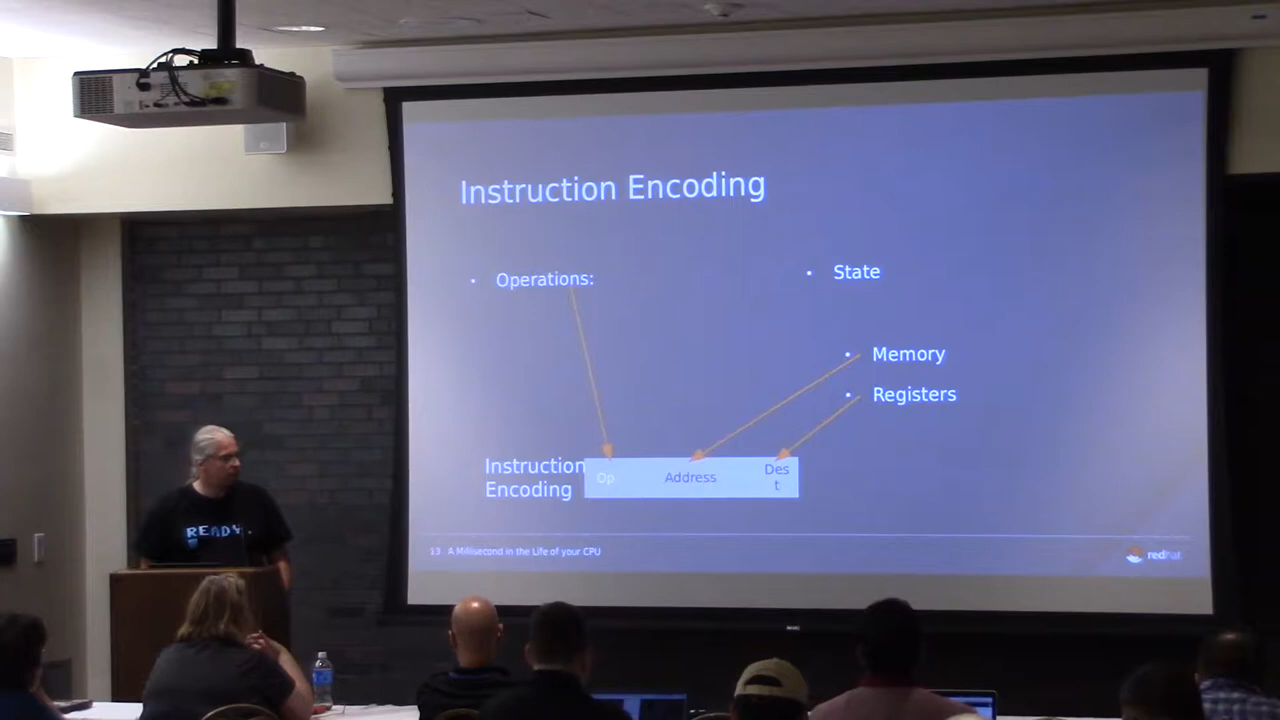 Instruction Encoding
• Operations:
• State
• Memory
• Registers
Instruction
Encoding
Op
Address
Des
t
13 A Millisecond in the Life of your CPU
redhat
READY.